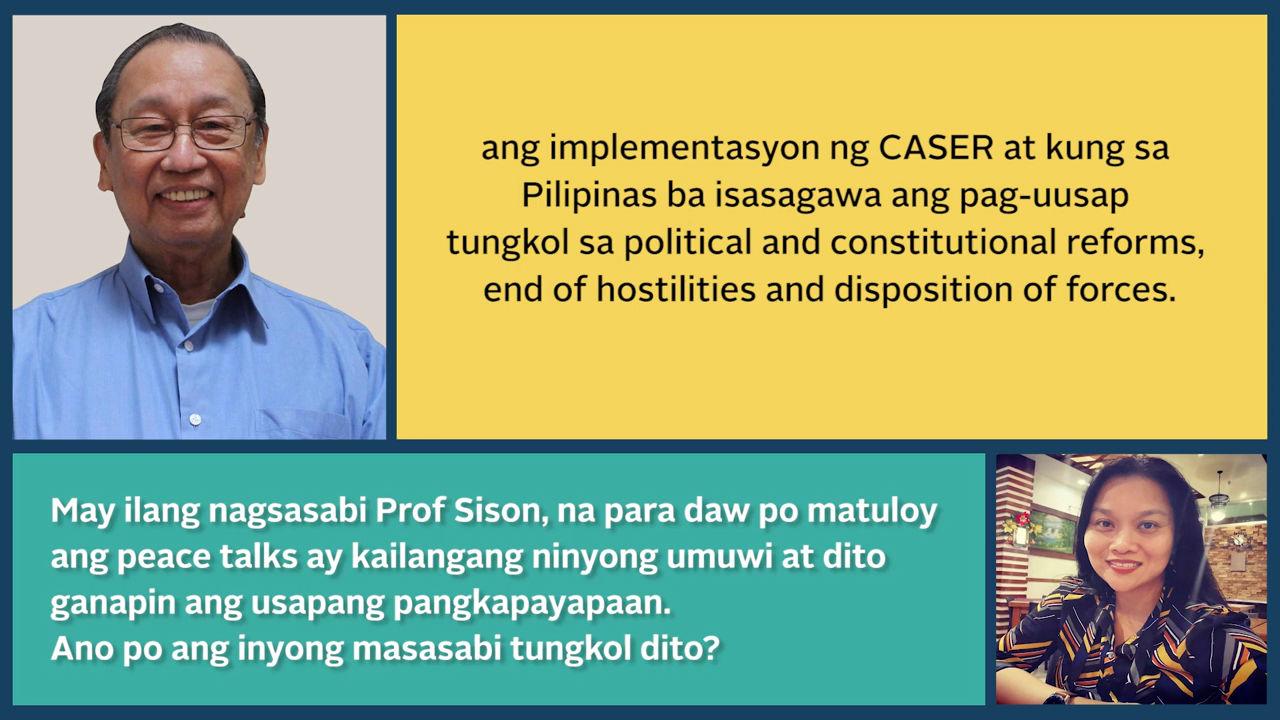 ang implementasyon ng CASER at kung sa
Pilipinas ba isasagawa ang pag-uusap
tungkol sa political and constitutional reforms,
end of hostilities and disposition of forces.
May ilang nagsasabi Prof Sison, na para daw po matuloy
ang peace talks ay kailangang ninyong umuwi at dito
ganapin ang usapang pangkapayapaan.
Ano po ang inyong masasabi tungkol dito?